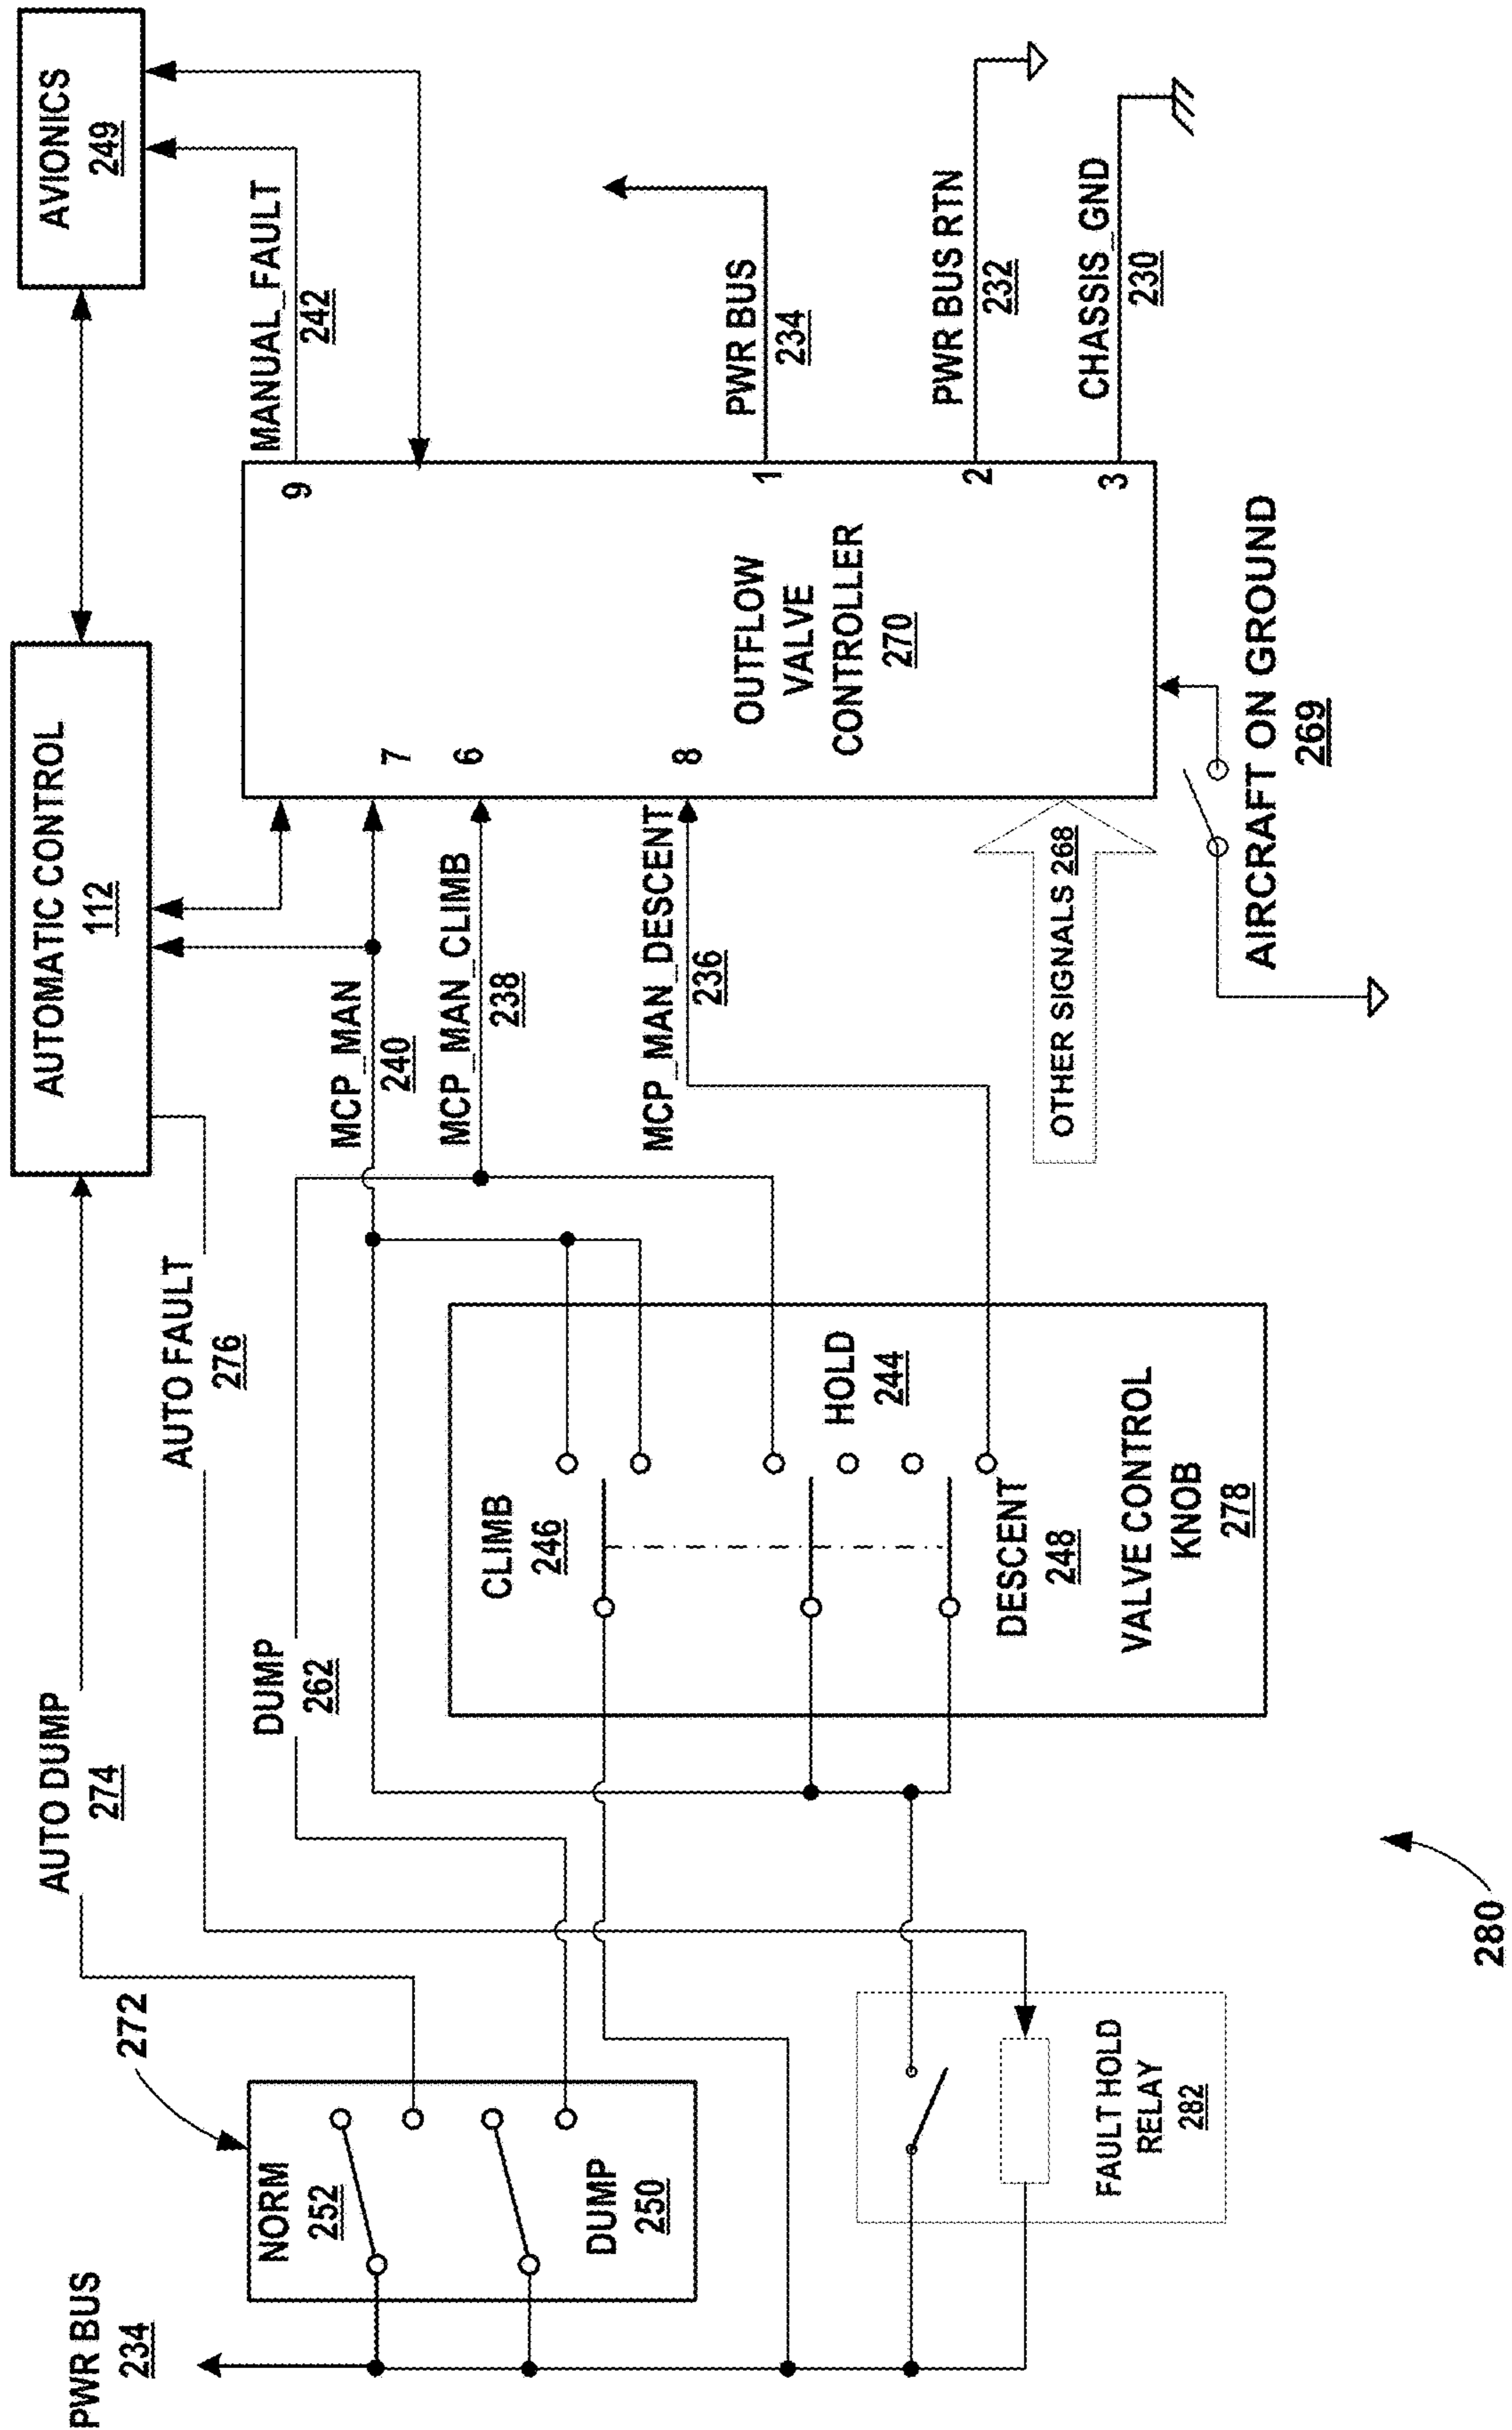 PWR BUS
234
AUTO DUMP
274
AUTOMATIC CONTROL
112
AVIONICS
249
272
NORM
252
DUMP
250
DUMP
262
AUTO FAULT
276
MCP_MAN
240
MCP_MAN_CLIMB
238
MCP_MAN_DESCENT
236
MANUAL_FAULT
242
7
6
8
9
1
2
3
OUTFLOW
VALVE
CONTROLLER
270
PWR BUS
234
PWR BUS RTN
232
CHASSIS_GND
230
CLIMB
246
HOLD
244
DESCENT
248
VALVE CONTROL
KNOB
278
OTHER SIGNALS 268
AIRCRAFT ON GROUND
269
FAULT HOLD
RELAY
282
280